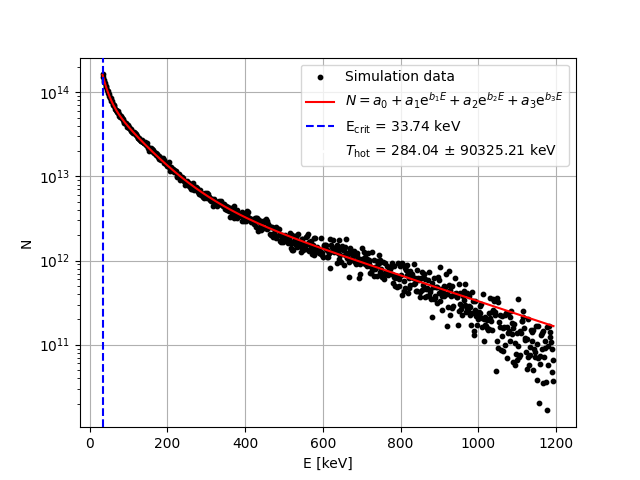 Simulation data
N = a₀ + a₁e^{b₁E} + a₂e^{b₂E} + a₃e^{b₃E}
E_crit = 33.74 keV
T_hot = 284.04 ± 90325.21 keV
10¹⁴
10¹³
10¹²
10¹¹
N
0 200 400 600 800 1000 1200
E [keV]